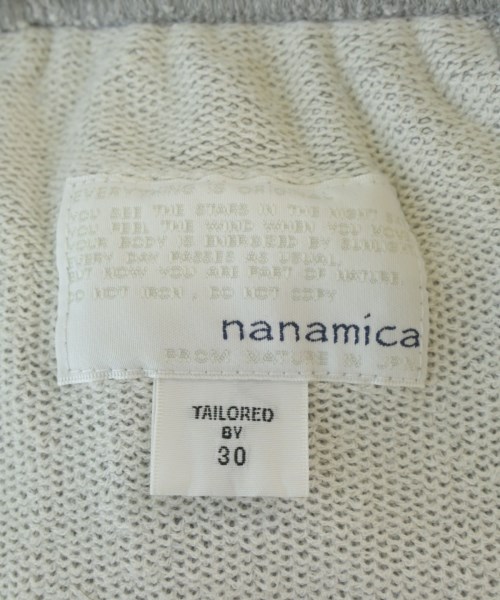 EVERYTHING IS ORIGINAL
YOU SEE THE STARS IN THE NIGHT
YOU FEEL THE WIND WHEN YOU MOVE
YOUR BODY IS ENERGIZED BY
EVERY DAY PASSES AS USUAL.
BUT NOW YOU ARE PART OF NATURE.
DO NOT IRON, DO NOT COPY
nanamica
FROM NATURE IN JPN
TAILORED
BY
30